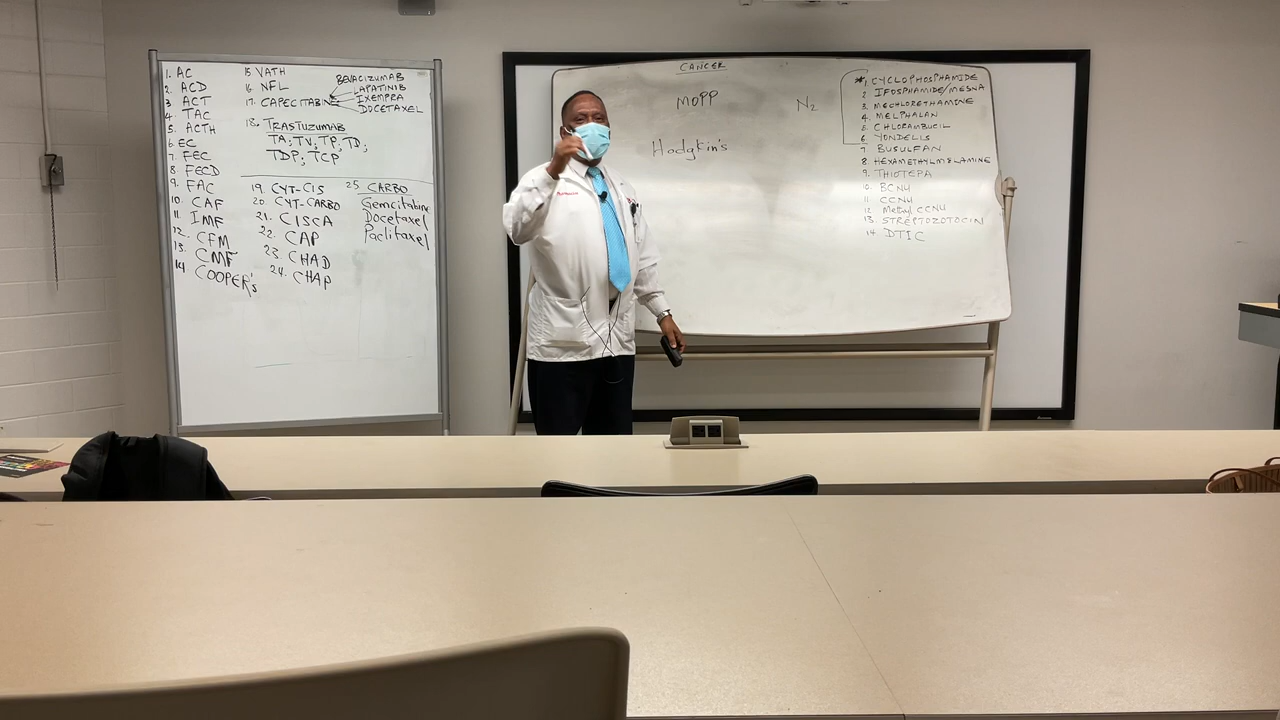 1. AC
2. ACD
3 ACT
4. TAC
5. ACTH
6 EC
7. FEC
8 FECD
9. FAC
10 CAF
11 IMF
12. CFM
13. CMF
14 COOPER's
15 VATH
16 NFL
17. CAPECITABINE
BEVACIZUMAB
LAPATINIB
IXEMPRA
DOCETAXEL
18. TRASTUZUMAB
TA, TV, TP, TD,
TDP, TCP
19. CYT-CIS
20. CYT-CARBO
21. CISCA
22. CAP
23. CHAD
24. CHAP
25 CARBO
Gemcitabine
Docetaxel
Paclitaxel
CANCER
MOPP
N2
Hodgkin's
*1 CYCLOPHOSPHAMIDE
2 IFOSPHAMIDE/MESNA
3 MECHLORETHAMINE
4. MELPHALAN
5 CHLORAMBUCIL
6 YONDELIS
7 BUSULFAN
8. HEXAMETHYLMELAMINE
9. THIOTEPA
10. BCNU
11 CCNU
12 Methyl CCNU
13 STREPTOZOTOCIN
14 DTIC